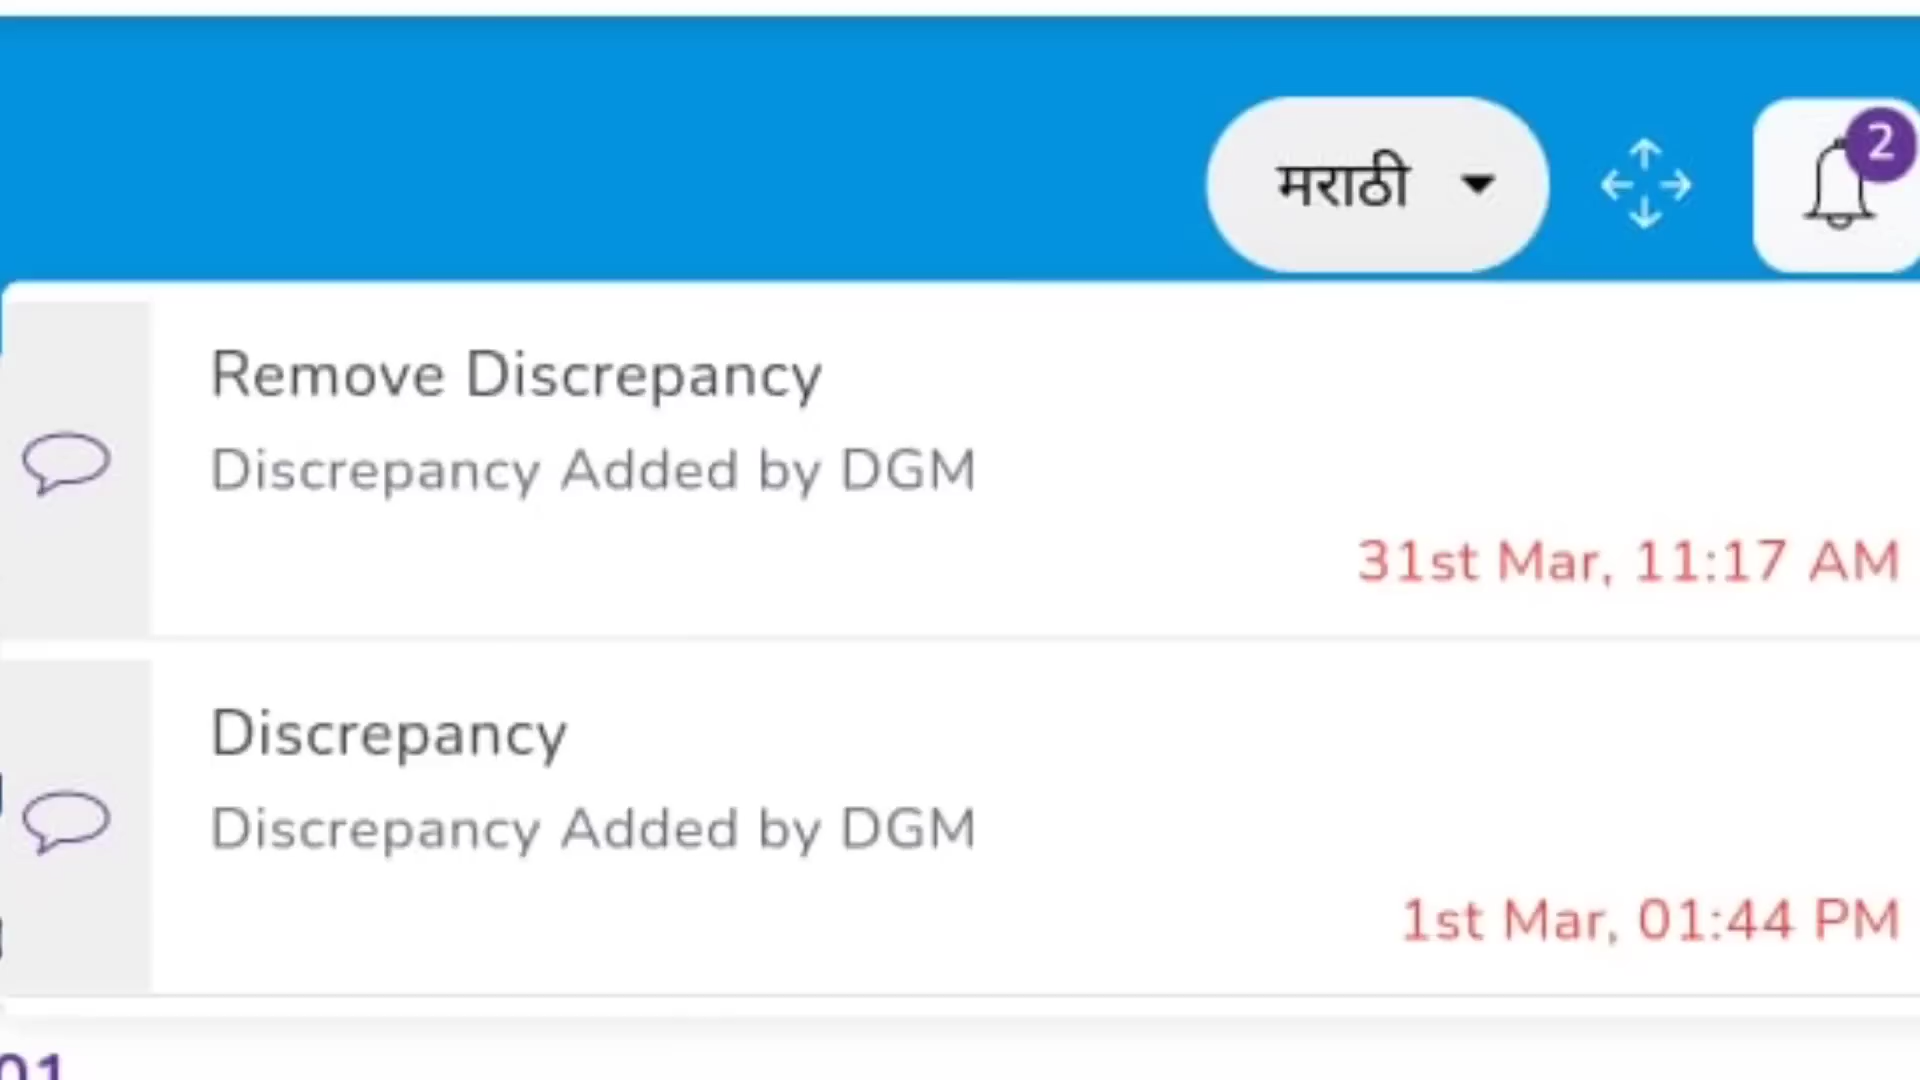 मराठी
2
Remove Discrepancy
Discrepancy Added by DGM
31st Mar, 11:17 AM
Discrepancy
Discrepancy Added by DGM
1st Mar, 01:44 PM
01